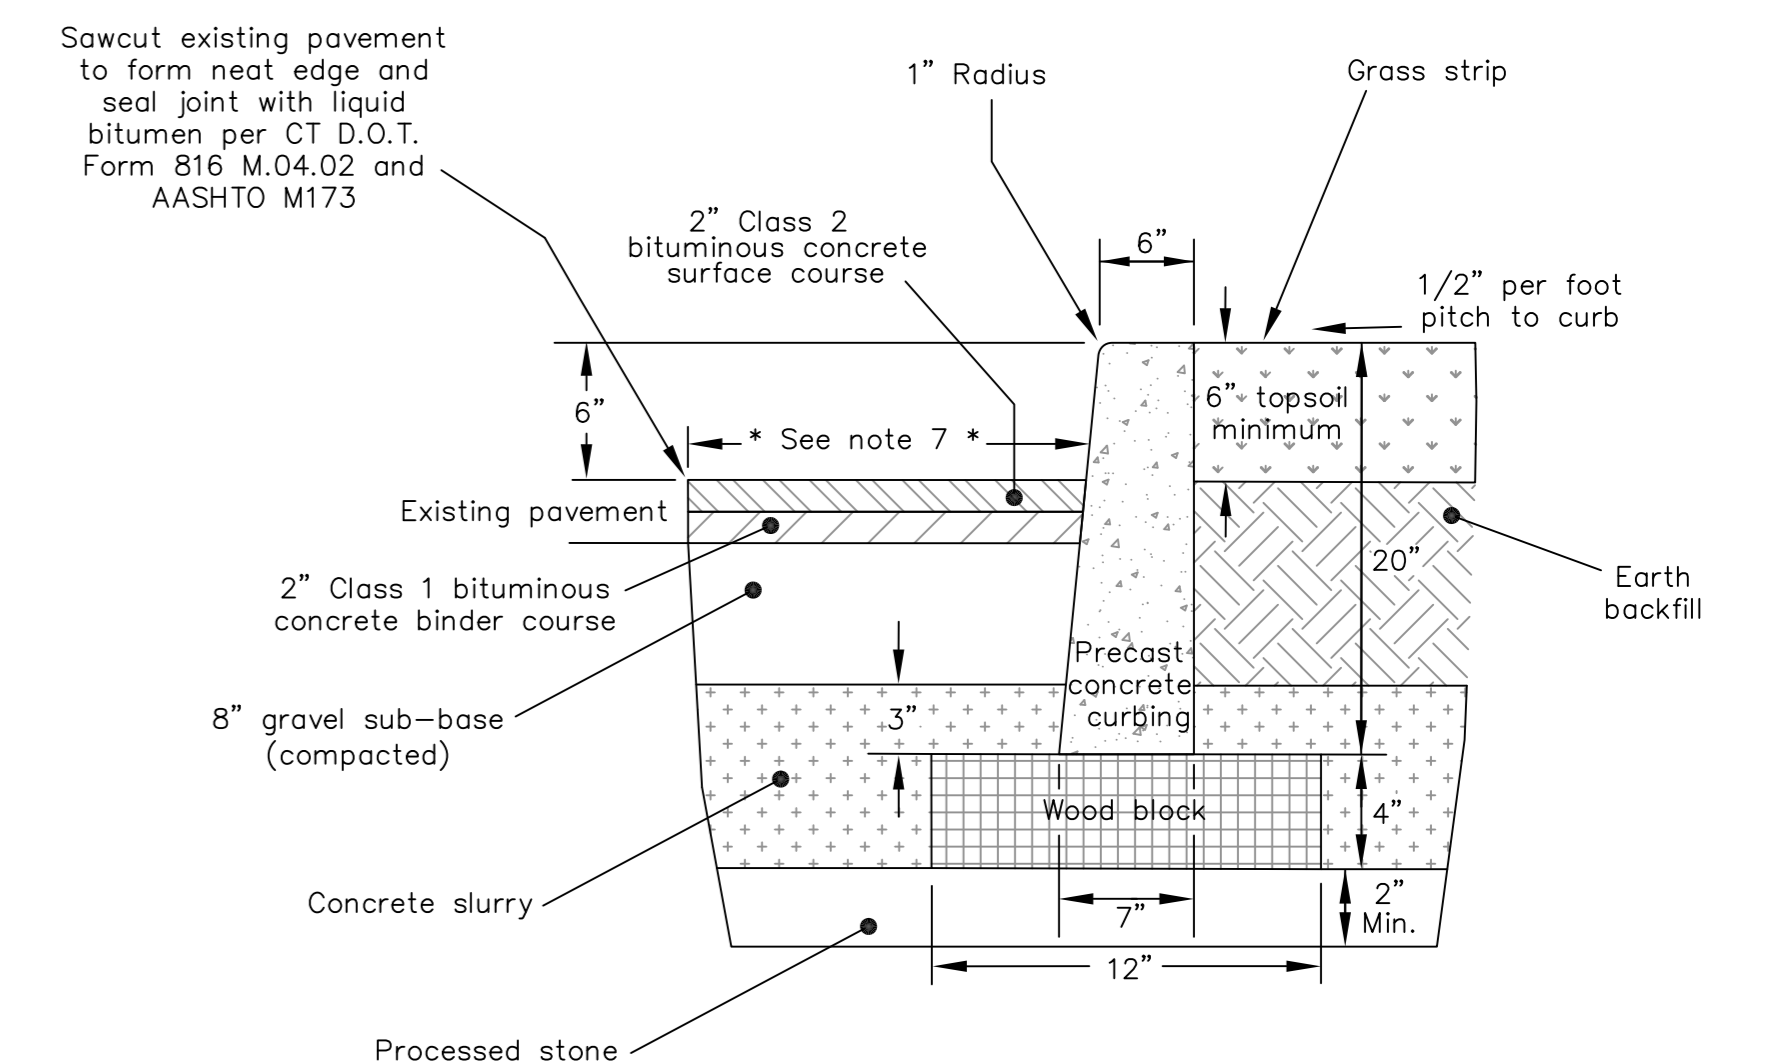 Sawcut existing pavement
to form neat edge and
seal joint with liquid
bitumen per CT D.O.T.
Form 816 M.04.02 and
AASHTO M173
1” Radius
Grass strip
2” Class 2
bituminous concrete
surface course
6”
1/2” per foot
pitch to curb
6”
6” topsoil
minimum
* See note 7 *
Existing pavement
20”
2” Class 1 bituminous
concrete binder course
Earth
backfill
Precast
concrete
curbing
3”
8” gravel sub-base
(compacted)
Wood block
4”
Concrete slurry
7”
2”
Min.
12”
Processed stone